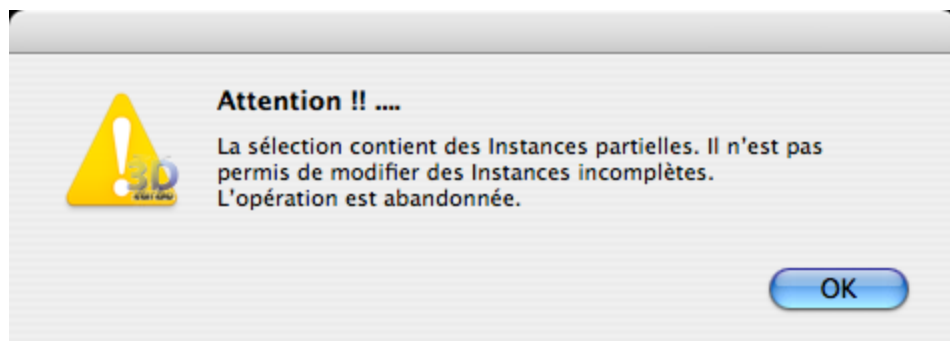 Attention !! ....
La sélection contient des Instances partielles. Il n'est pas
permis de modifier des Instances incomplètes.
L'opération est abandonnée.
3D
OK